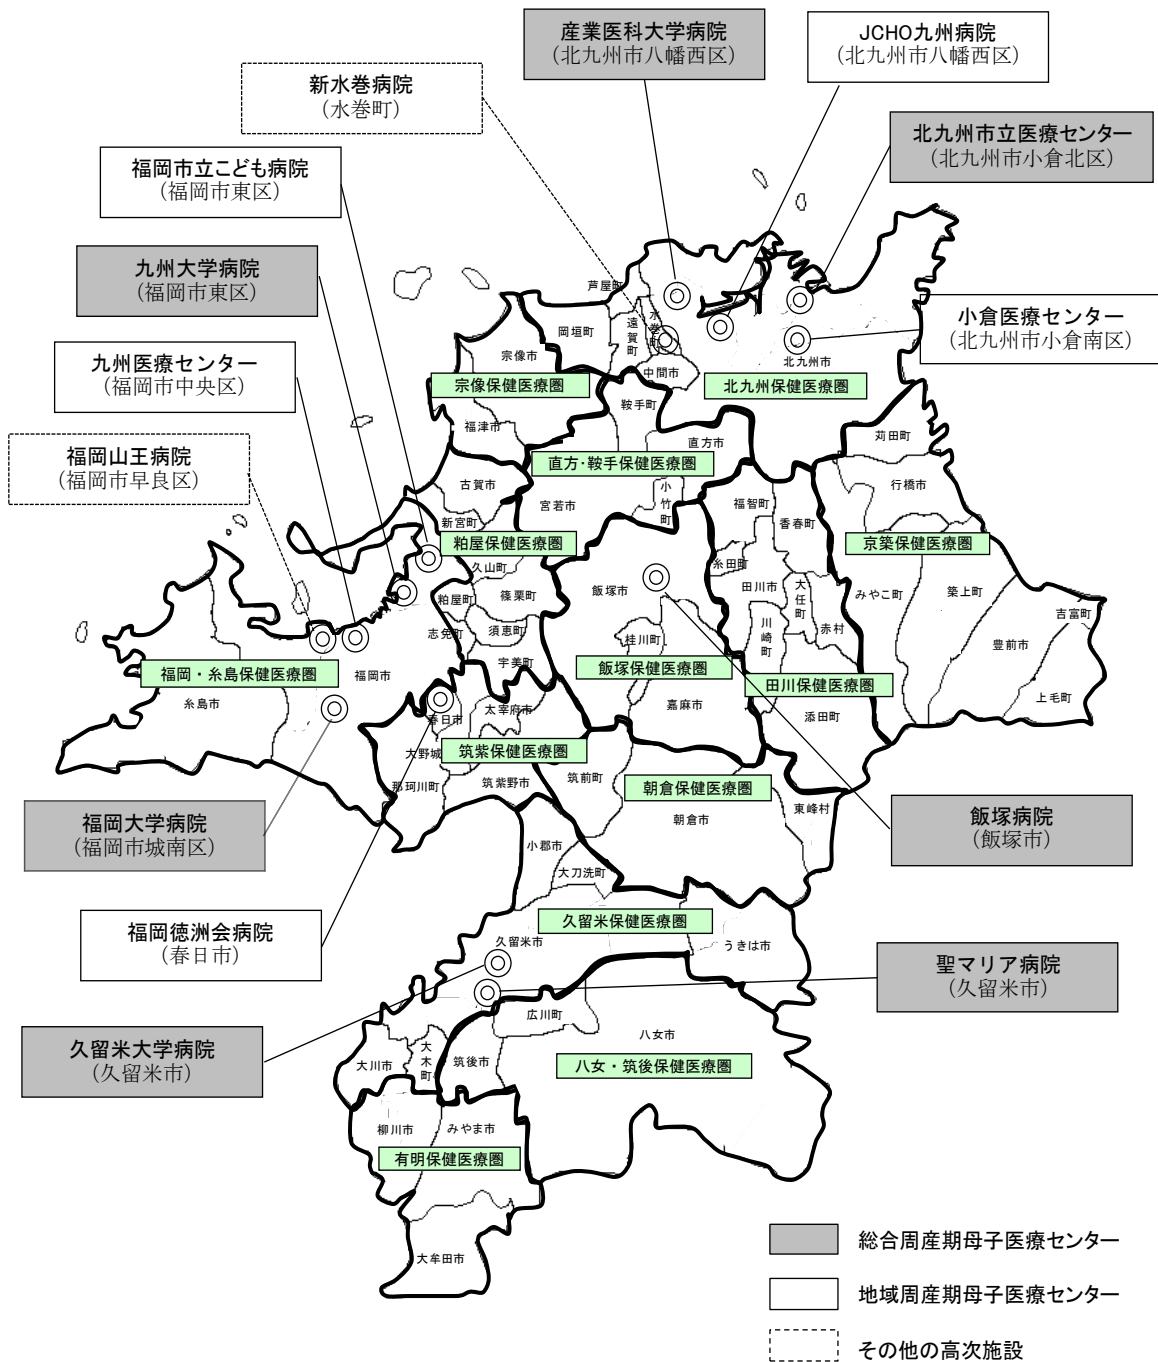 産業医科大学病院
(北九州市八幡西区)
JCHO九州病院
(北九州市八幡西区)
新水巻病院
(水巻町)
北九州市立医療センター
(北九州市小倉北区)
福岡市立こども病院
(福岡市東区)
九州大学病院
(福岡市東区)
小倉医療センター
(北九州市小倉南区)
九州医療センター
(福岡市中央区)
福岡山王病院
(福岡市早良区)
芦屋町
岡垣町
遠賀町
水巻町
中間市
北九州市
宗像市
宗像保健医療圏
北九州保健医療圏
福津市
鞍手町
直方市
苅田町
直方・鞍手保健医療圏
行橋市
古賀市
宮若市
小竹町
福智町
香春町
新宮町
粕屋保健医療圏
京築保健医療圏
久山町
糸田町
飯塚市
田川市
大任町
みやこ町
築上町
粕屋町
篠栗町
吉富町
志免町
須恵町
桂川町
川崎町
赤村
豊前市
宇美町
福岡・糸島保健医療圏
福岡市
飯塚保健医療圏
田川保健医療圏
糸島市
春日市
太宰府市
嘉麻市
添田町
上毛町
大野城
筑紫保健医療圏
那珂川町
筑紫野市
筑前町
朝倉保健医療圏
東峰村
朝倉市
福岡大学病院
(福岡市城南区)
飯塚病院
(飯塚市)
小郡市
大刀洗町
福岡徳洲会病院
(春日市)
久留米保健医療圏
久留米市
うきは市
聖マリア病院
(久留米市)
広川町
八女市
久留米大学病院
(久留米市)
大川市
大木町
筑後市
八女・筑後保健医療圏
柳川市
みやま市
有明保健医療圏
大牟田市
総合周産期母子医療センター
地域周産期母子医療センター
その他の高次施設